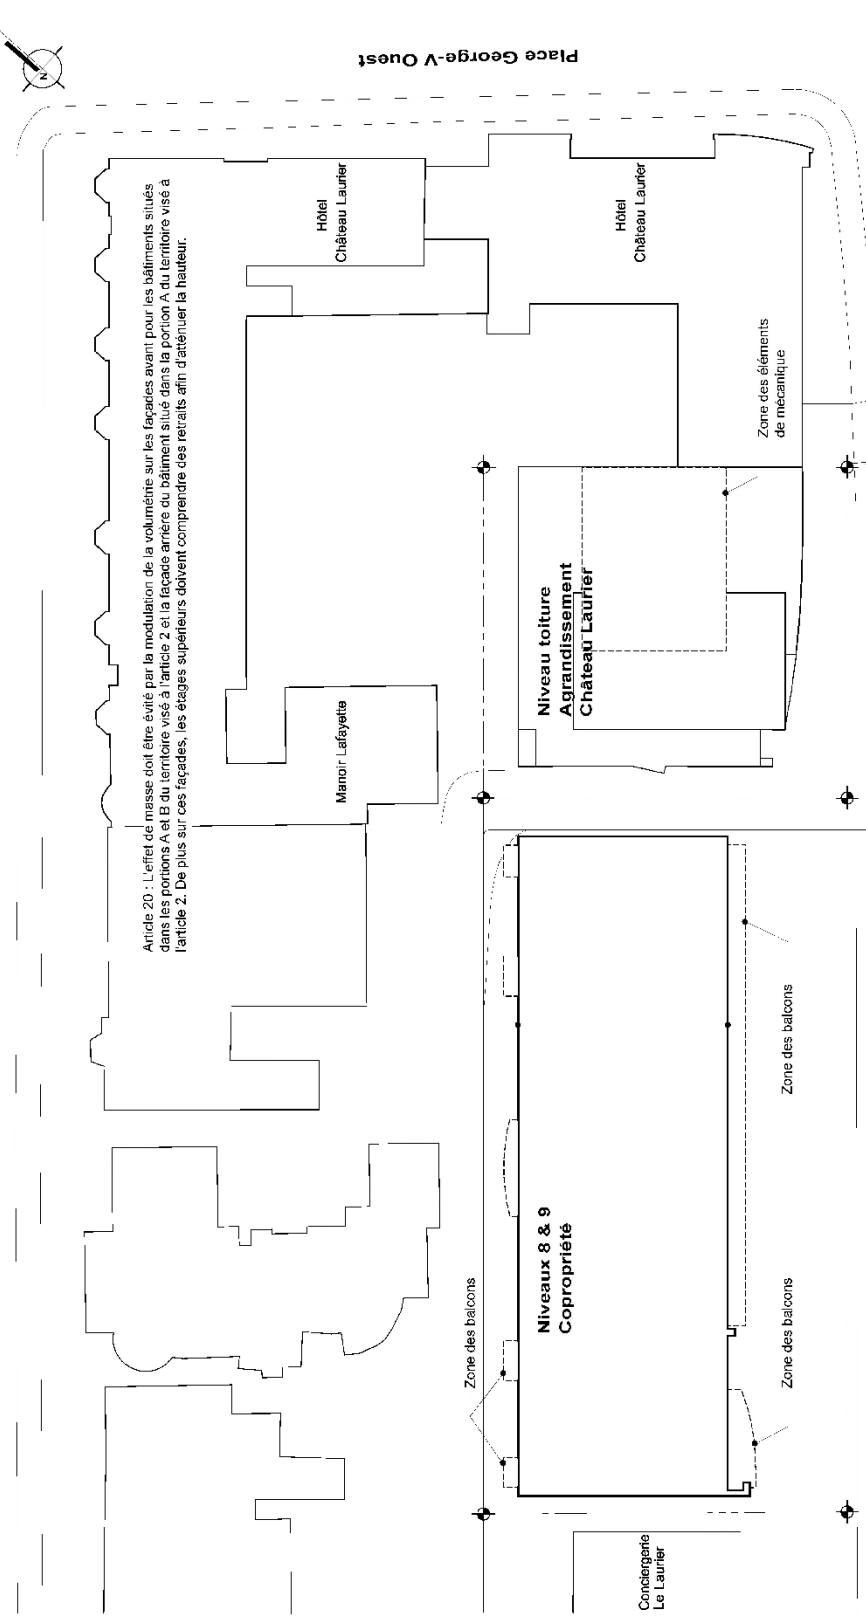 Place George-V Ouest
N
Article 20 : L'effet de masse doit être évité par la modulation de la volumétrie sur les façades avant pour les bâtiments situés
dans les portions A et B du territoire visé à l'article 2 et la façade arrière du bâtiment situé dans la portion A du territoire visé à
l'article 2. De plus sur ces façades, les étages supérieurs doivent comprendre des retraits afin d'atténuer la hauteur.
Hôtel
Château Laurier
Hôtel
Château Laurier
Zone des éléments
de mécanique
Manoir Lafayette
Niveau toiture
Agrandissement
Château Laurier
Zone des balcons
Niveaux 8 & 9
Copropriété
Zone des balcons
Zone des balcons
Conciergerie
Le Laurier